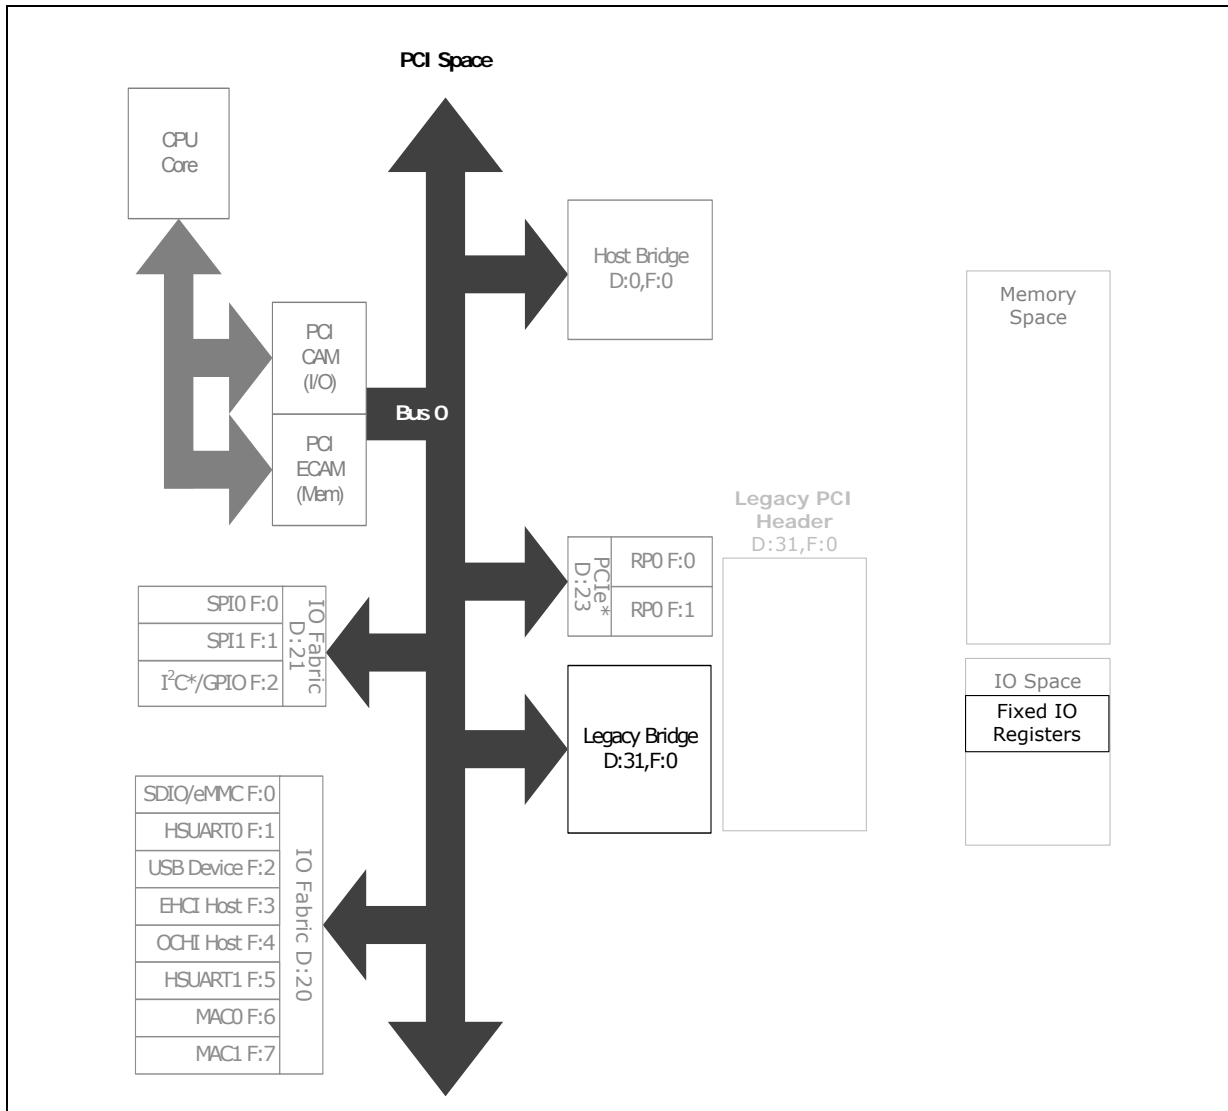 PCI Space
CPU
Core
Host Bridge
D:0,F:0
Memory
Space
PCI
CAM
(I/O)
Bus 0
PCI
ECAM
(Mem)
Legacy PCI
Header
D:31,F:0
PCIe*
D:23
RP0 F:0
RP0 F:1
SPI0 F:0
SPI1 F:1
I²C*/GPIO F:2
IO Fabric
D:21
Legacy Bridge
D:31,F:0
IO Space
Fixed IO
Registers
SDIO/eMMC F:0
HSUART0 F:1
USB Device F:2
EHCI Host F:3
OCHI Host F:4
HSUART1 F:5
MAC0 F:6
MAC1 F:7
IO Fabric D:20